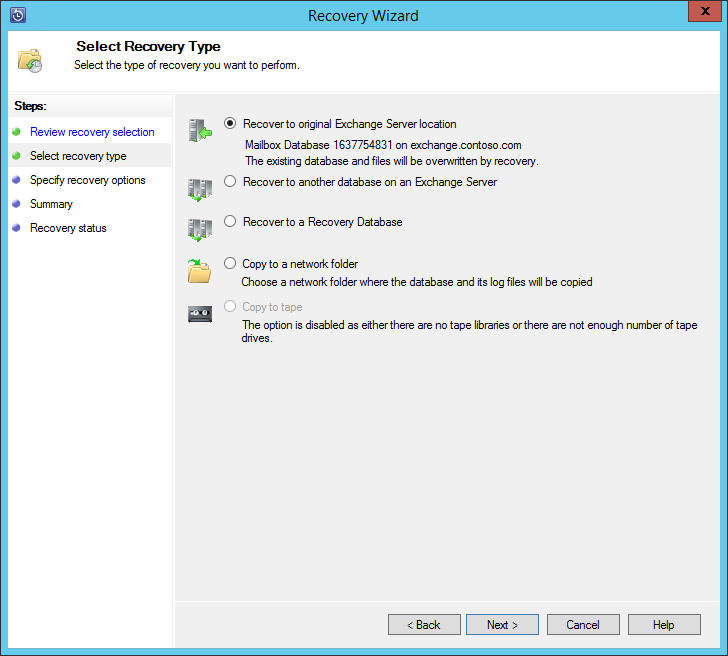 Recovery Wizard
x
Select Recovery Type
Select the type of recovery you want to perform.
Steps:
Review recovery selection
Select recovery type
Specify recovery options
Summary
Recovery status
Recover to original Exchange Server location
Mailbox Database 1637754831 on exchange.contoso.com
The existing database and files will be overwritten by recovery.
Recover to another database on an Exchange Server
Recover to a Recovery Database
Copy to a network folder
Choose a network folder where the database and its log files will be copied
Copy to tape
The option is disabled as either there are no tape libraries or there are not enough number of tape
drives.
< Back
Next >
Cancel
Help